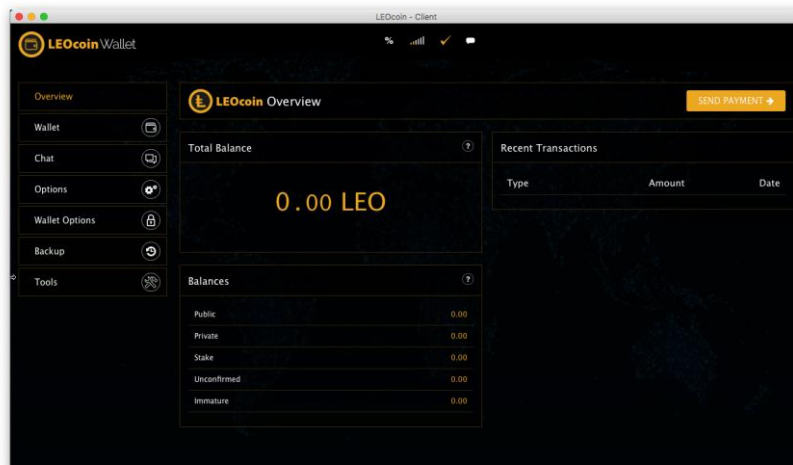 LEOcoin - Client
LEOcoin Wallet
%
Overview
Wallet
Chat
Options
Wallet Options
Backup
Tools
LEOcoin Overview
SEND PAYMENT
Total Balance ?
0.00 LEO
Recent Transactions
Type Amount Date
Balances ?
Public 0.00
Private 0.00
Stake 0.00
Unconfirmed 0.00
Immature 0.00